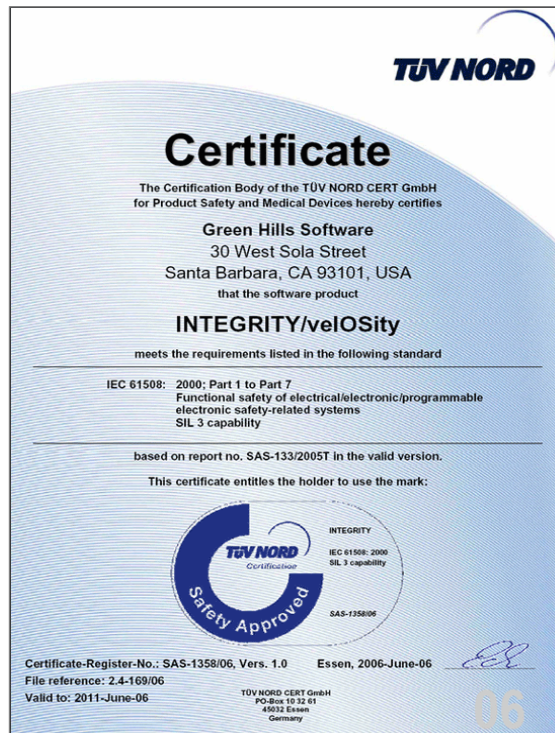 TÜV NORD
Certificate
The Certification Body of the TÜV NORD CERT GmbH
for Product Safety and Medical Devices hereby certifies
Green Hills Software
30 West Sola Street
Santa Barbara, CA 93101, USA
that the software product
INTEGRITY/velOSity
meets the requirements listed in the following standard
IEC 61508: 2000; Part 1 to Part 7
Functional safety of electrical/electronic/programmable
electronic safety-related systems
SIL 3 capability
based on report no. SAS-133/2005T in the valid version.
This certificate entitles the holder to use the mark:
TÜV NORD
Certification
Safety Approved
INTEGRITY
IEC 61508: 2000
SIL 3 capability
SAS-1358/06
Certificate-Register-No.: SAS-1358/06, Vers. 1.0 Essen, 2006-June-06
File reference: 2.4-169/06
Valid to: 2011-June-06
TÜV NORD CERT GmbH
PO-Box 10 32 61
45032 Essen
Germany
06